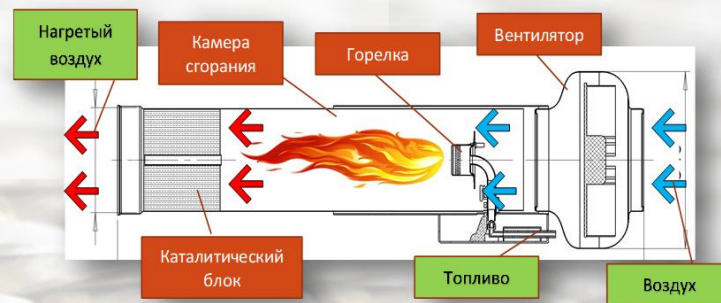 Нагретый
воздух
Камера
сгорания
Горелка
Вентилятор
Каталитический
блок
Топливо
Воздух